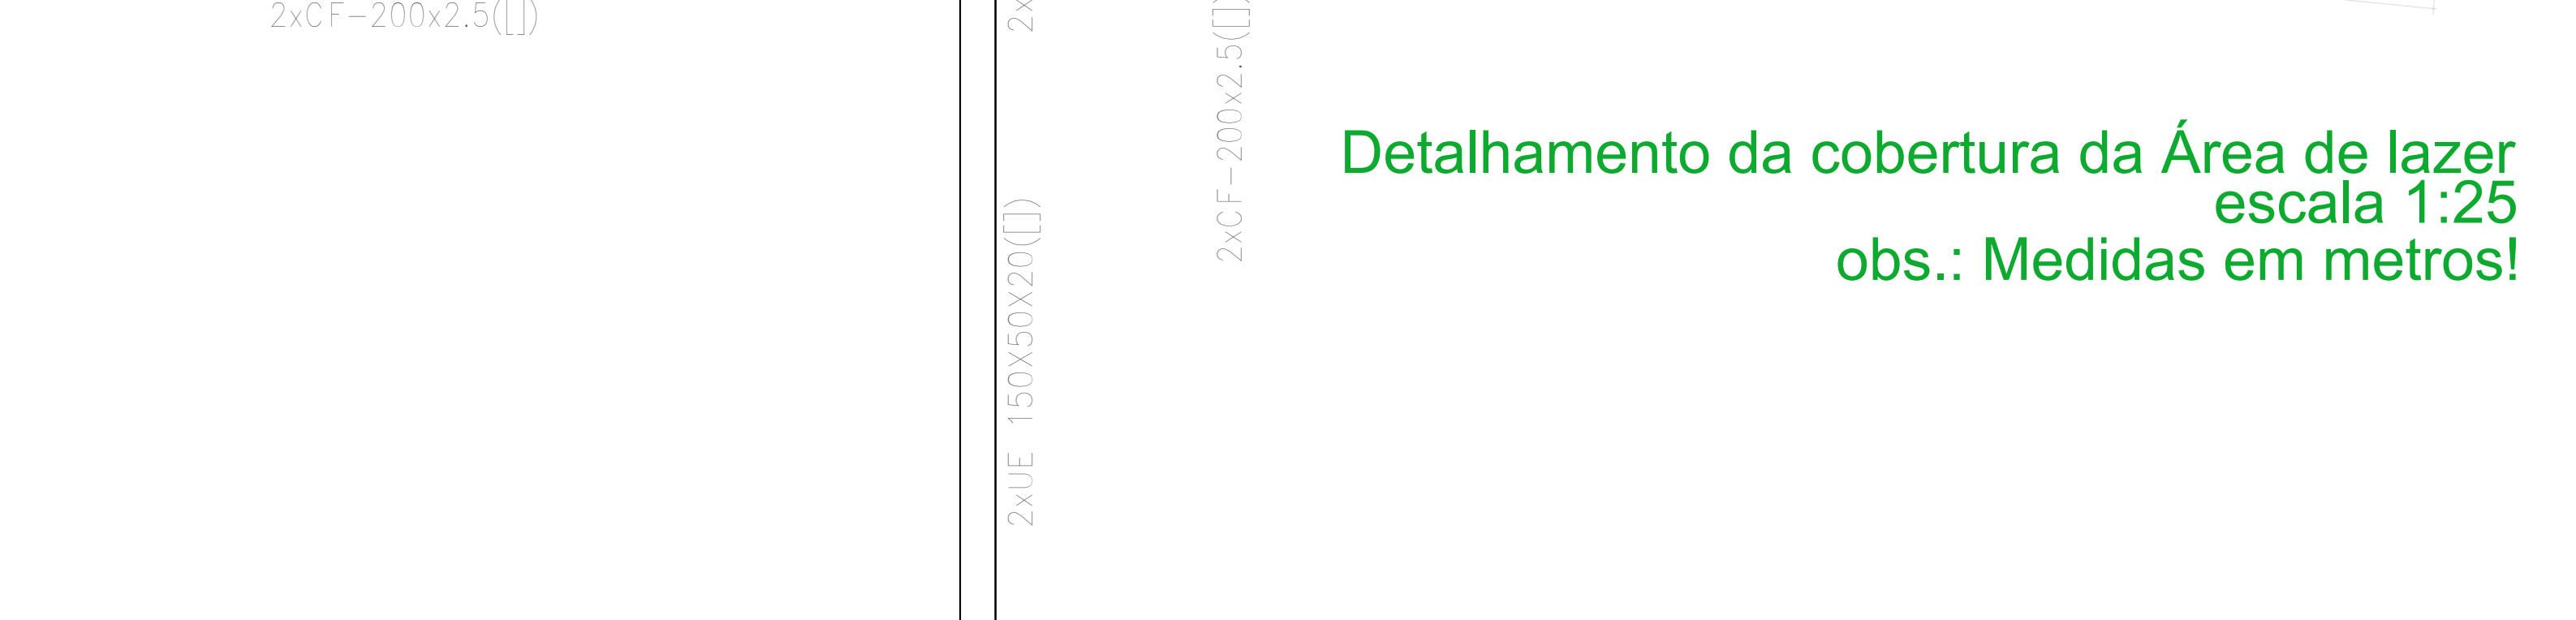 2xCF-200x2.5([])
2x
2xUE 150X50X20([])
2xCF-200x2.5([])
Detalhamento da cobertura da Área de lazer
escala 1:25
obs.: Medidas em metros!